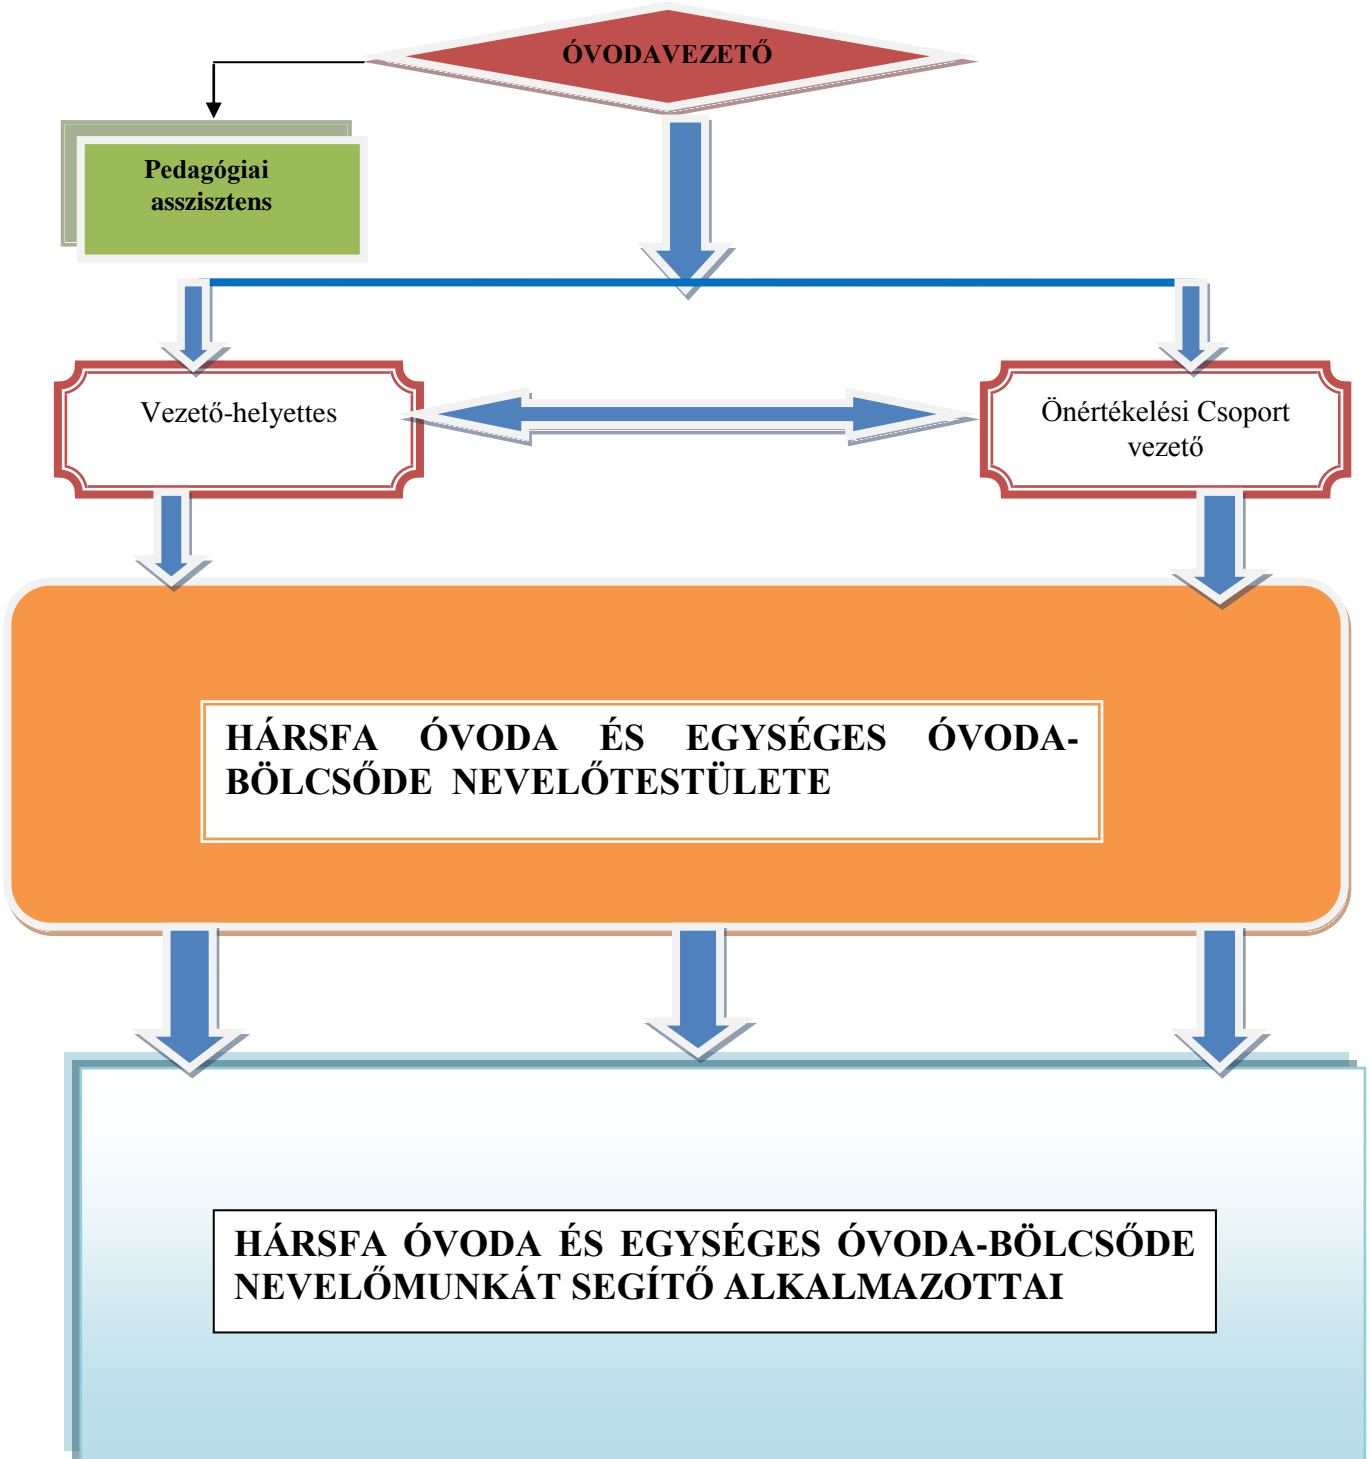 ÓVODAVEZETŐ
Pedagógiai
asszisztens
Vezető-helyettes
Önértékelési Csoport
vezető
HÁRSFA ÓVODA ÉS EGYSÉGES ÓVODA-
BÖLCSŐDE NEVELŐTESTÜLETE
HÁRSFA ÓVODA ÉS EGYSÉGES ÓVODA-BÖLCSŐDE
NEVELŐMUNKÁT SEGÍTŐ ALKALMAZOTTAI